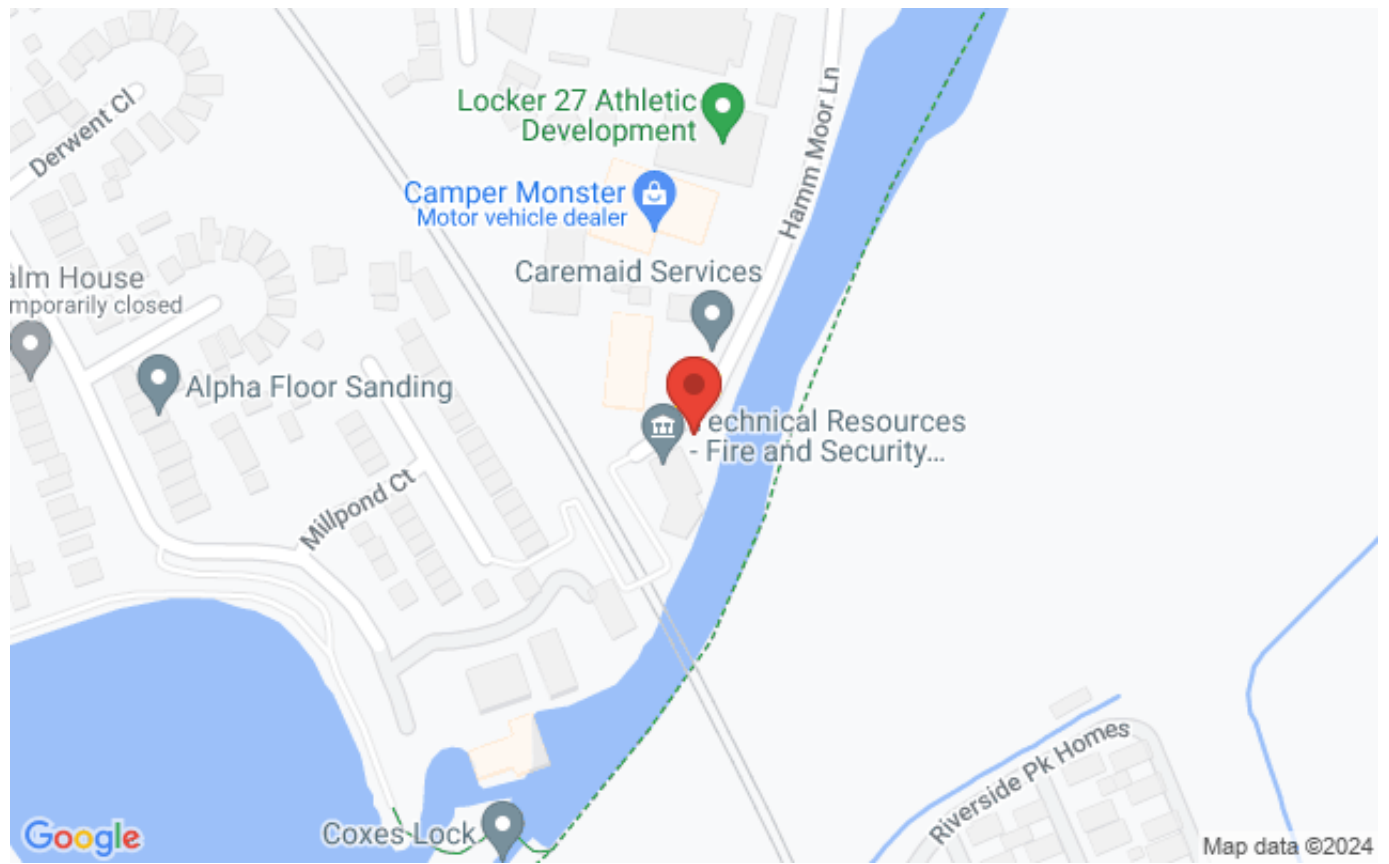 Locker 27 Athletic
Development
Derwent Cl
Hamm Moor Ln
Camper Monster
Motor vehicle dealer
Caremaid Services
alm House
mporarily closed
Alpha Floor Sanding
echnical Resources
- Fire and Security...
Millpond Ct
Riverside Pk Homes
Coxes Lock
Google
Map data ©2024